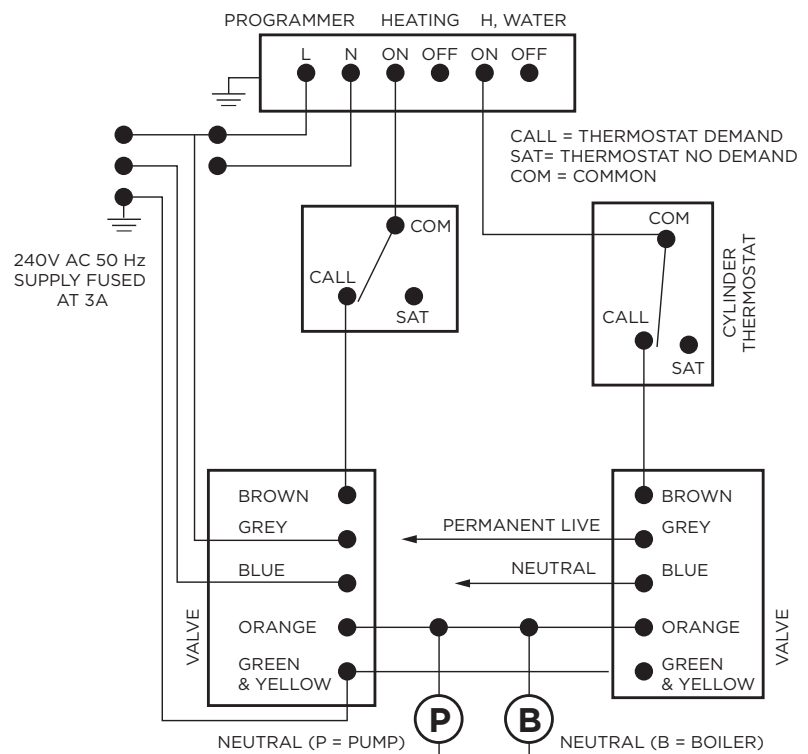 PROGRAMMER HEATING H, WATER
L N ON OFF ON OFF
CALL = THERMOSTAT DEMAND
SAT= THERMOSTAT NO DEMAND
COM = COMMON
240V AC 50 Hz
SUPPLY FUSED
AT 3A
COM
CALL
SAT
COM
CALL
SAT
CYLINDER
THERMOSTAT
BROWN
GREY
BLUE
ORANGE
GREEN
& YELLOW
VALVE
PERMANENT LIVE
NEUTRAL
BROWN
GREY
BLUE
ORANGE
GREEN
& YELLOW
VALVE
P
B
NEUTRAL (P = PUMP)
NEUTRAL (B = BOILER)